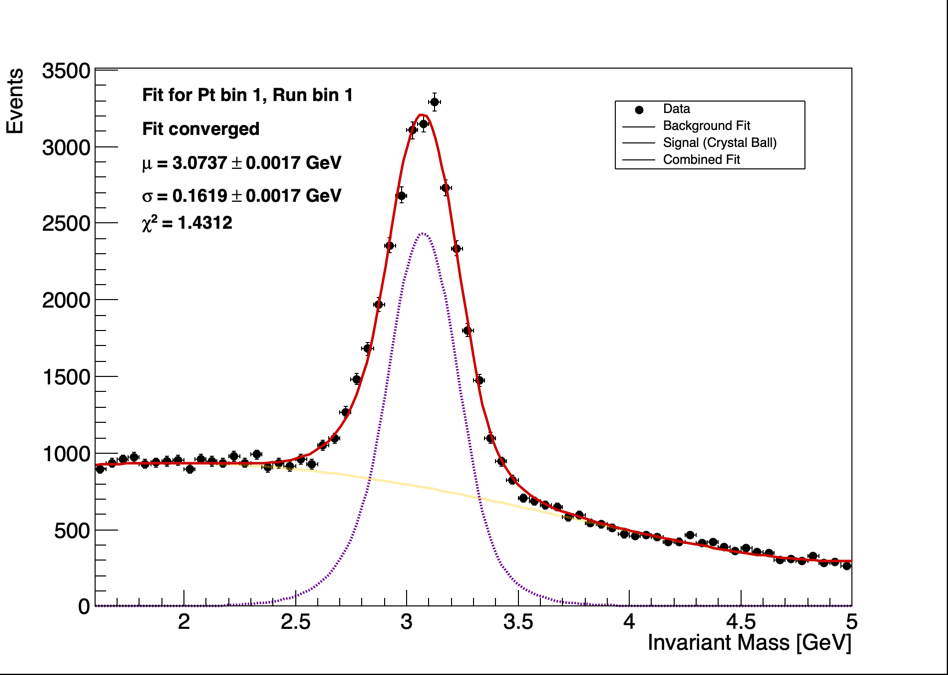 Events
3500
3000
2500
2000
1500
1000
500
0
Fit for Pt bin 1, Run bin 1
Fit converged
μ = 3.0737 ± 0.0017 GeV
σ = 0.1619 ± 0.0017 GeV
χ² = 1.4312
Data
Background Fit
Signal (Crystal Ball)
Combined Fit
2 2.5 3 3.5 4 4.5 5
Invariant Mass [GeV]